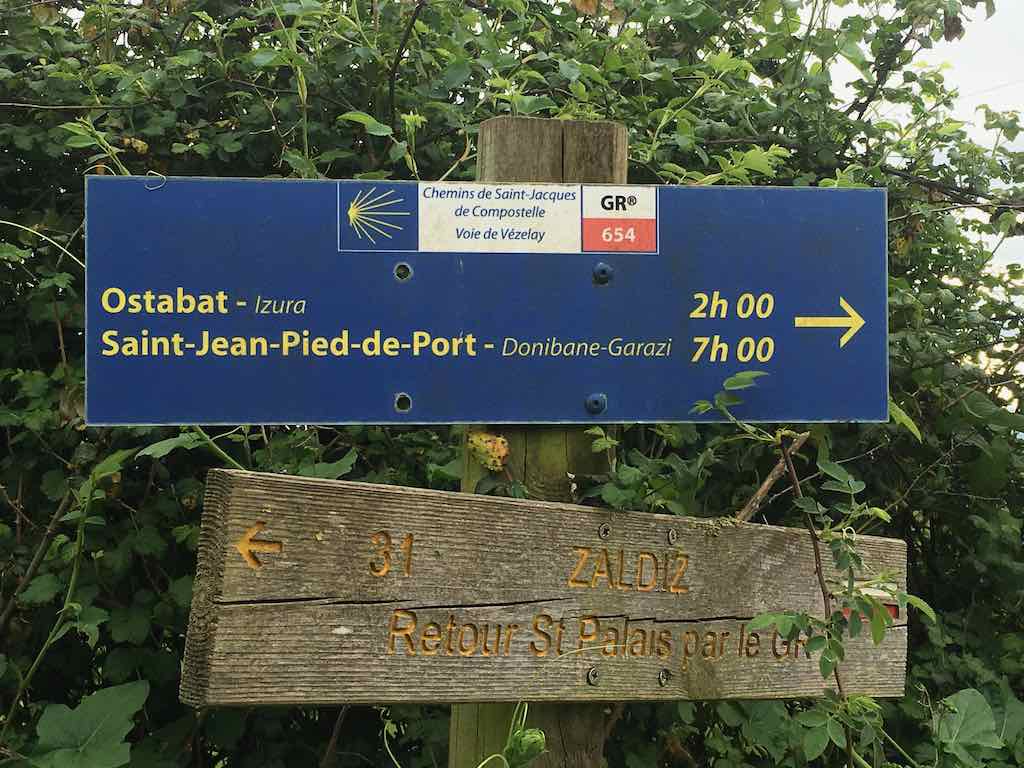 Chemins de Saint-Jacques
de Compostelle
Voie de Vézelay
GR®
654
Ostabat - Izura 2h 00
Saint-Jean-Pied-de-Port - Donibane-Garazi 7h 00
31 ZALDIZ
Retour St Palais par le GR